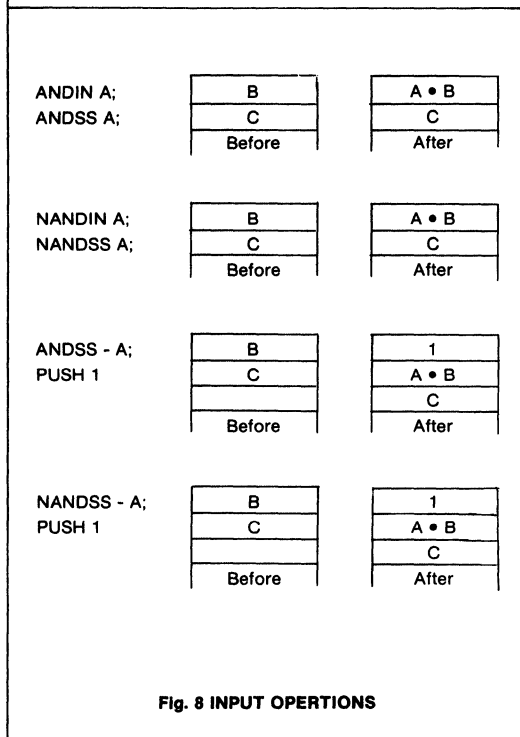 ANDIN A;
ANDSS A;
B
C
Before
A • B
C
After
NANDIN A;
NANDSS A;
B
C
Before
A • B
C
After
ANDSS - A;
PUSH 1
B
C
Before
1
A • B
C
After
NANDSS - A;
PUSH 1
B
C
Before
1
A • B
C
After
Fig. 8 INPUT OPERTIONS